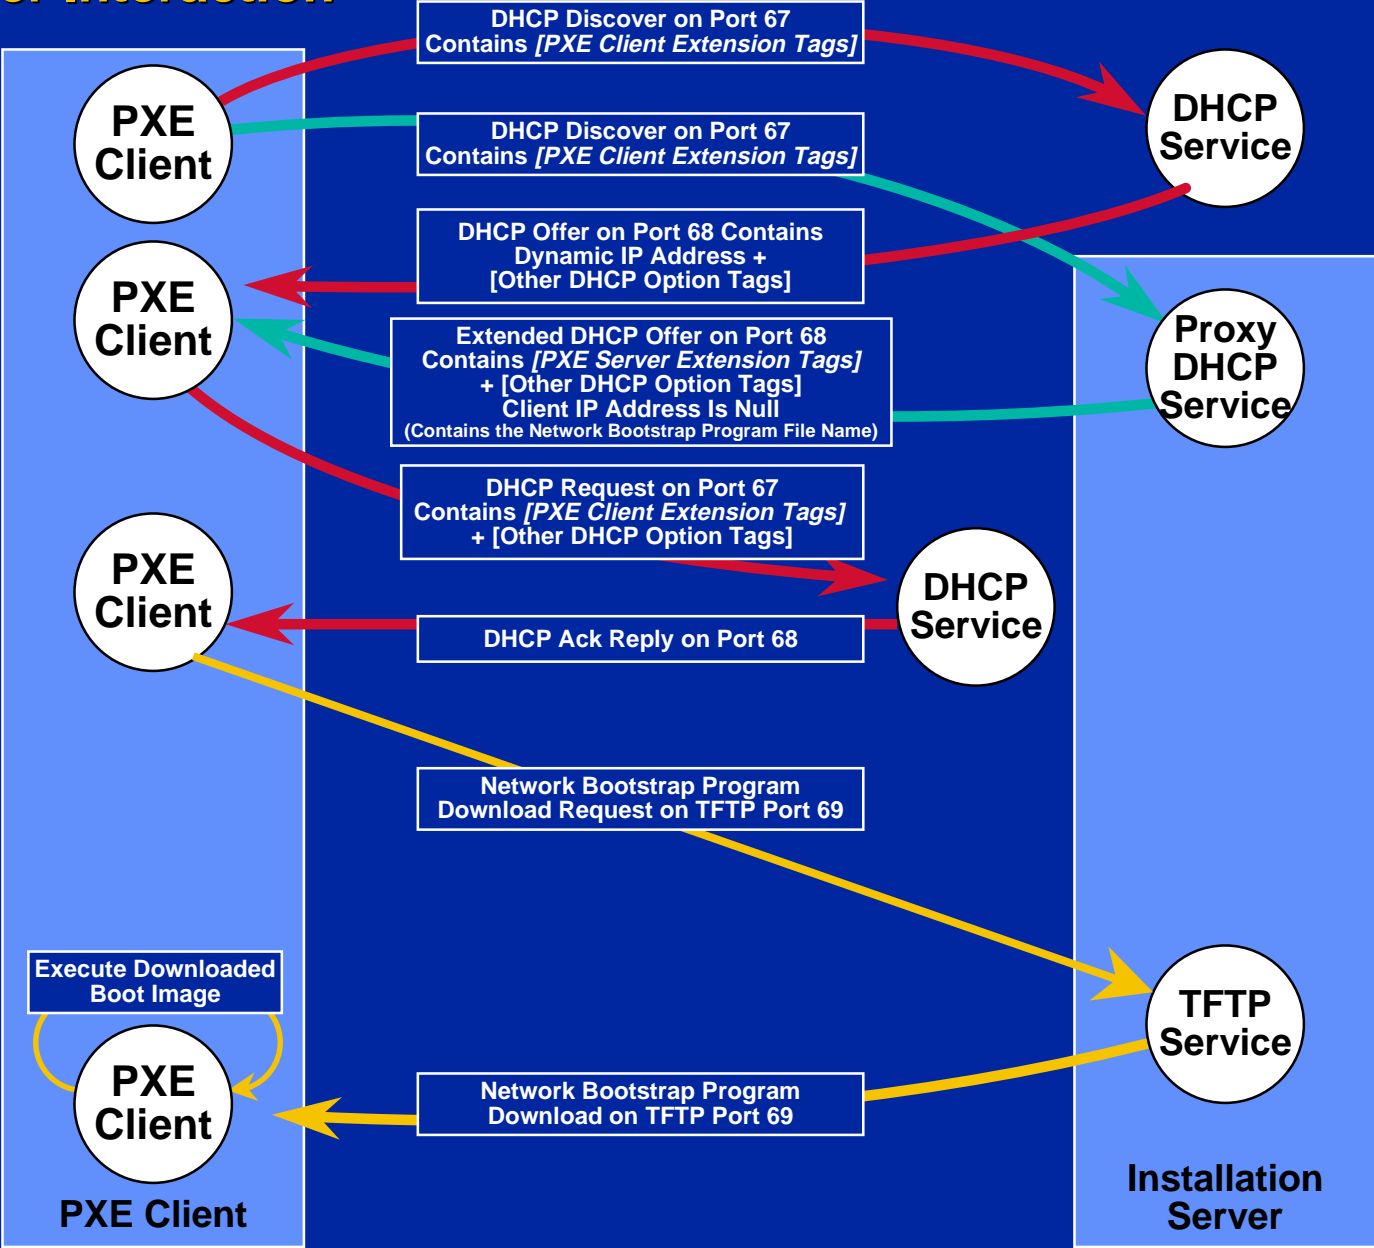 Interaction
DHCP Discover on Port 67
Contains [PXE Client Extension Tags]
PXE
Client
DHCP
Service
DHCP Discover on Port 67
Contains [PXE Client Extension Tags]
DHCP Offer on Port 68 Contains
Dynamic IP Address +
[Other DHCP Option Tags]
PXE
Client
Extended DHCP Offer on Port 68
Contains [PXE Server Extension Tags]
+ [Other DHCP Option Tags]
Client IP Address Is Null
(Contains the Network Bootstrap Program File Name)
Proxy
DHCP
Service
DHCP Request on Port 67
Contains [PXE Client Extension Tags]
+ [Other DHCP Option Tags]
PXE
Client
DHCP
Service
DHCP Ack Reply on Port 68
Network Bootstrap Program
Download Request on TFTP Port 69
Execute Downloaded
Boot Image
TFTP
Service
PXE
Client
Network Bootstrap Program
Download on TFTP Port 69
PXE Client
Installation
Server